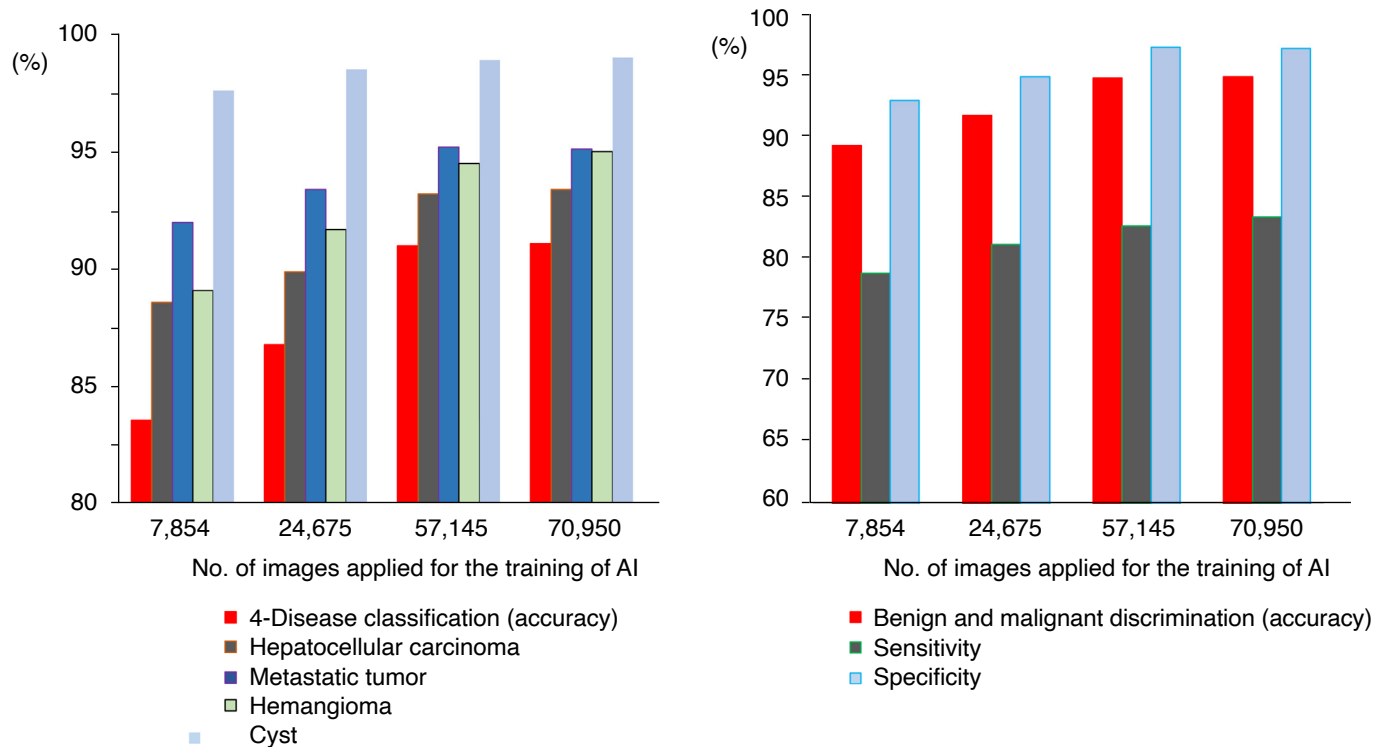 100
(%)
95
90
85
80
7,854 24,675 57,145 70,950
No. of images applied for the training of AI
4-Disease classification (accuracy)
Hepatocellular carcinoma
Metastatic tumor
Hemangioma
Cyst
100
(%)
95
90
85
80
75
70
65
60
7,854 24,675 57,145 70,950
No. of images applied for the training of AI
Benign and malignant discrimination (accuracy)
Sensitivity
Specificity